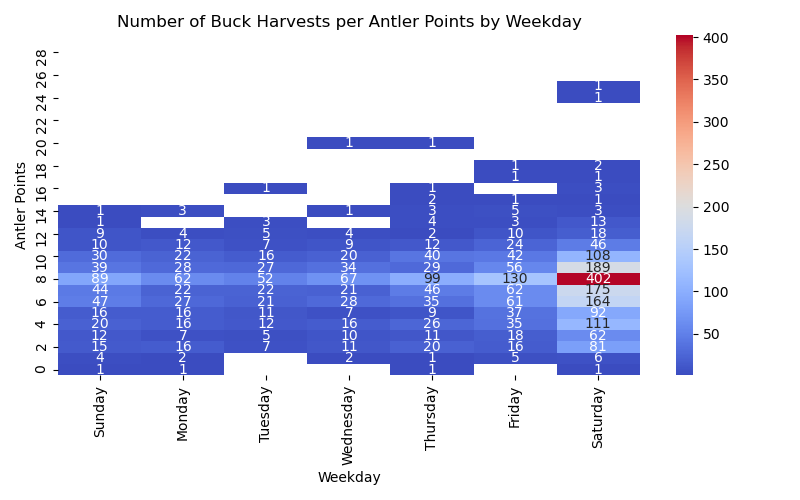 Number of Buck Harvests per Antler Points by Weekday
Antler Points
28
26
1
24 1
22
20 1 1
18 1 2
1 1
16 1 1 3
2 1 1
14 1 3 1 3 5 3
1 3 4 3 13
12 9 4 5 4 2 10 18
10 12 7 9 12 24 46
10 30 22 16 20 40 42 108
39 28 27 34 29 56 189
8 89 62 52 67 99 130 402
44 22 21 46 62 175
6 47 27 21 28 35 61 164
16 16 11 7 9 37 92
4 20 16 12 16 26 35 111
12 7 5 10 11 18 62
2 15 16 7 11 20 16 81
4 2 2 1 5 6
0 1 1 1 1
Sunday Monday Tuesday Wednesday Thursday Friday Saturday
Weekday
400
350
300
250
200
150
100
50